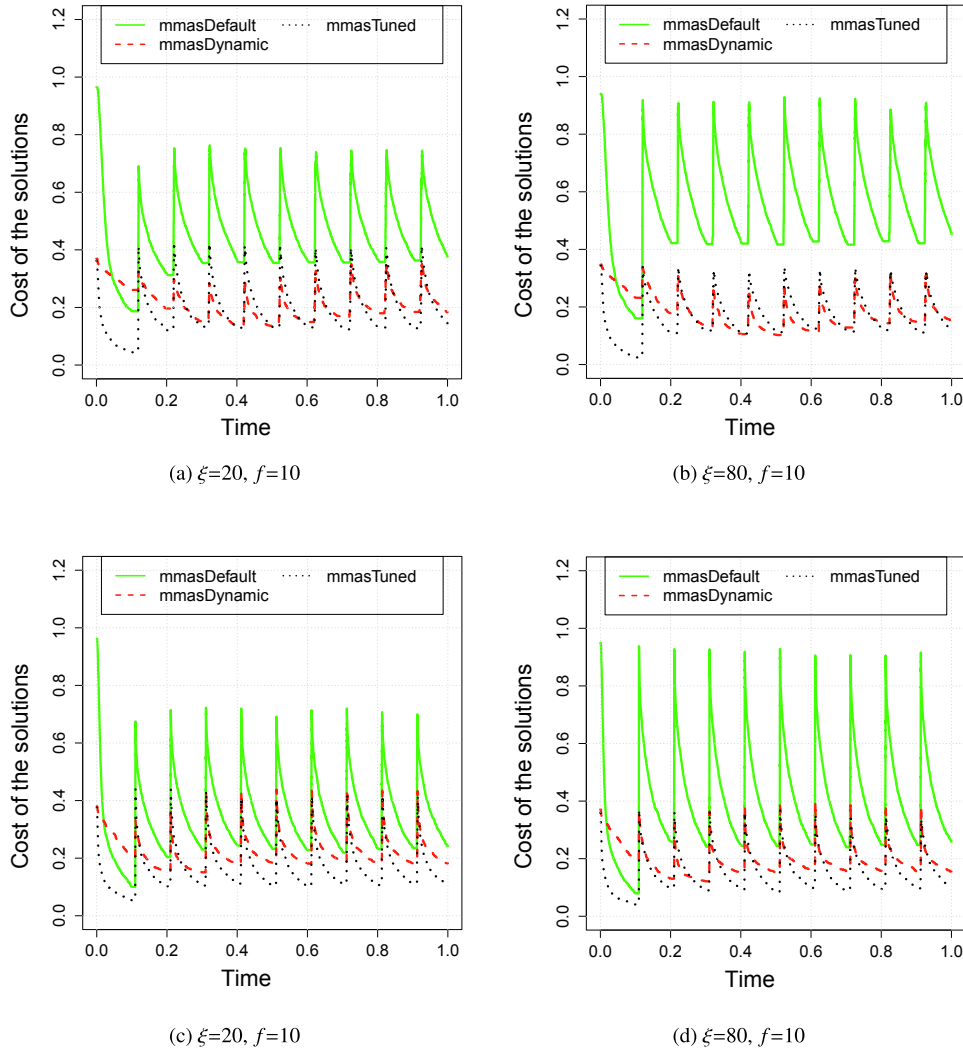 mmasDefault
mmasDynamic
mmasTuned
Cost of the solutions
0.0 0.2 0.4 0.6 0.8 1.0 1.2
0.0 0.2 0.4 0.6 0.8 1.0
Time
(a) ξ=20, f=10
mmasDefault
mmasDynamic
mmasTuned
Cost of the solutions
0.0 0.2 0.4 0.6 0.8 1.0 1.2
0.0 0.2 0.4 0.6 0.8 1.0
Time
(b) ξ=80, f=10
mmasDefault
mmasDynamic
mmasTuned
Cost of the solutions
0.0 0.2 0.4 0.6 0.8 1.0 1.2
0.0 0.2 0.4 0.6 0.8 1.0
Time
(c) ξ=20, f=10
mmasDefault
mmasDynamic
mmasTuned
Cost of the solutions
0.0 0.2 0.4 0.6 0.8 1.0 1.2
0.0 0.2 0.4 0.6 0.8 1.0
Time
(d) ξ=80, f=10